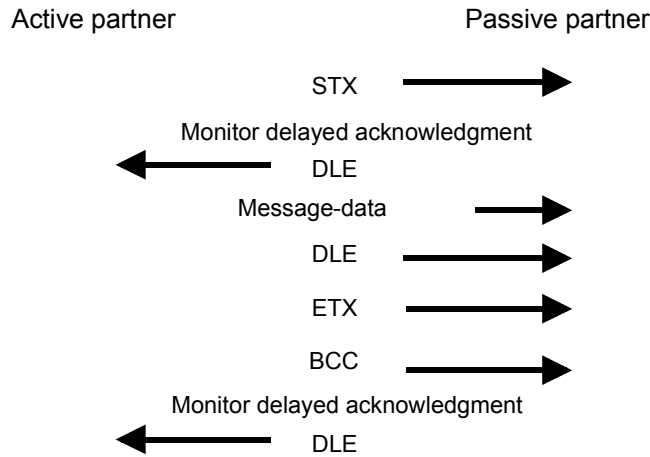 Active partner Passive partner
STX
Monitor delayed acknowledgment
DLE
Message-data
DLE
ETX
BCC
Monitor delayed acknowledgment
DLE